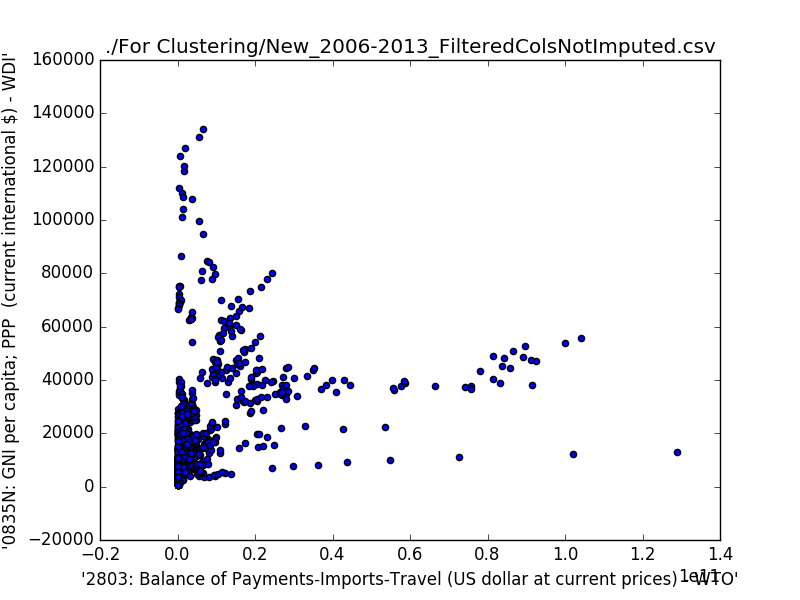 ./For Clustering/New_2006-2013_FilteredColsNotImputed.csv
160000
140000
120000
100000
80000
60000
40000
20000
0
−20000
−0.2 0.0 0.2 0.4 0.6 0.8 1.0 1.2 1.4
1e11
'0835N: GNI per capita; PPP (current international $) - WDI'
'2803: Balance of Payments-Imports-Travel (US dollar at current prices) - WTO'